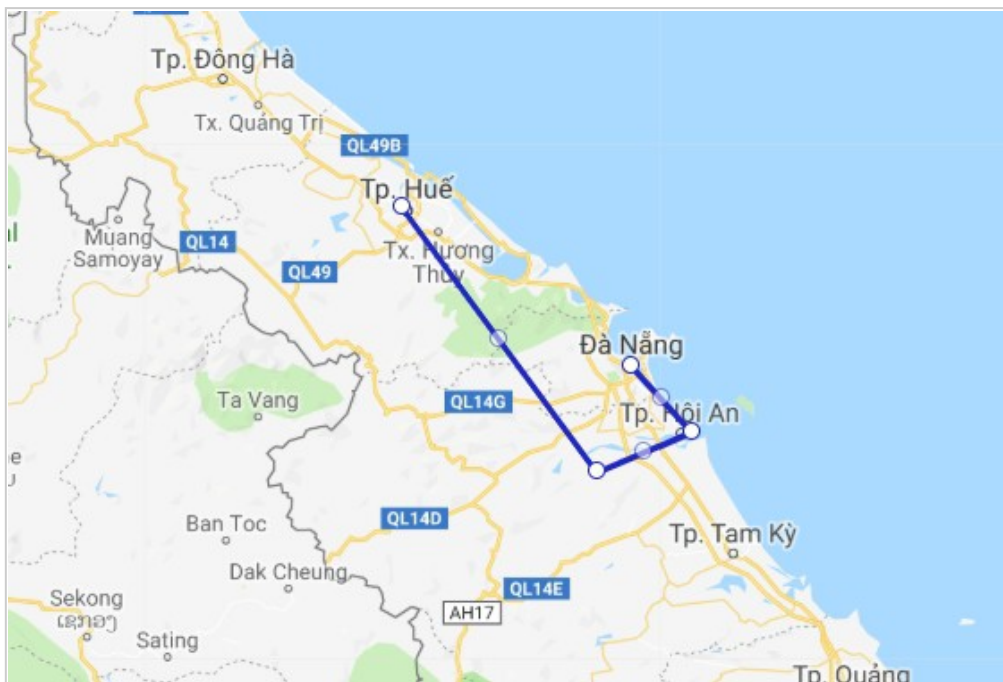 Tp. Đông Hà
Tx. Quảng Trị
QL49B
Tp. Huế
Muang
Samoyay
QL14
Tx. Hương
Thủy
QL49
Đà Nẵng
Ta Vang
QL14G
Tp. Hội An
QL14D
Ban Toc
Tp. Tam Kỳ
Dak Cheung
QL14E
Sekong
ເຊກອງ
AH17
Sating
Tp. Quảng